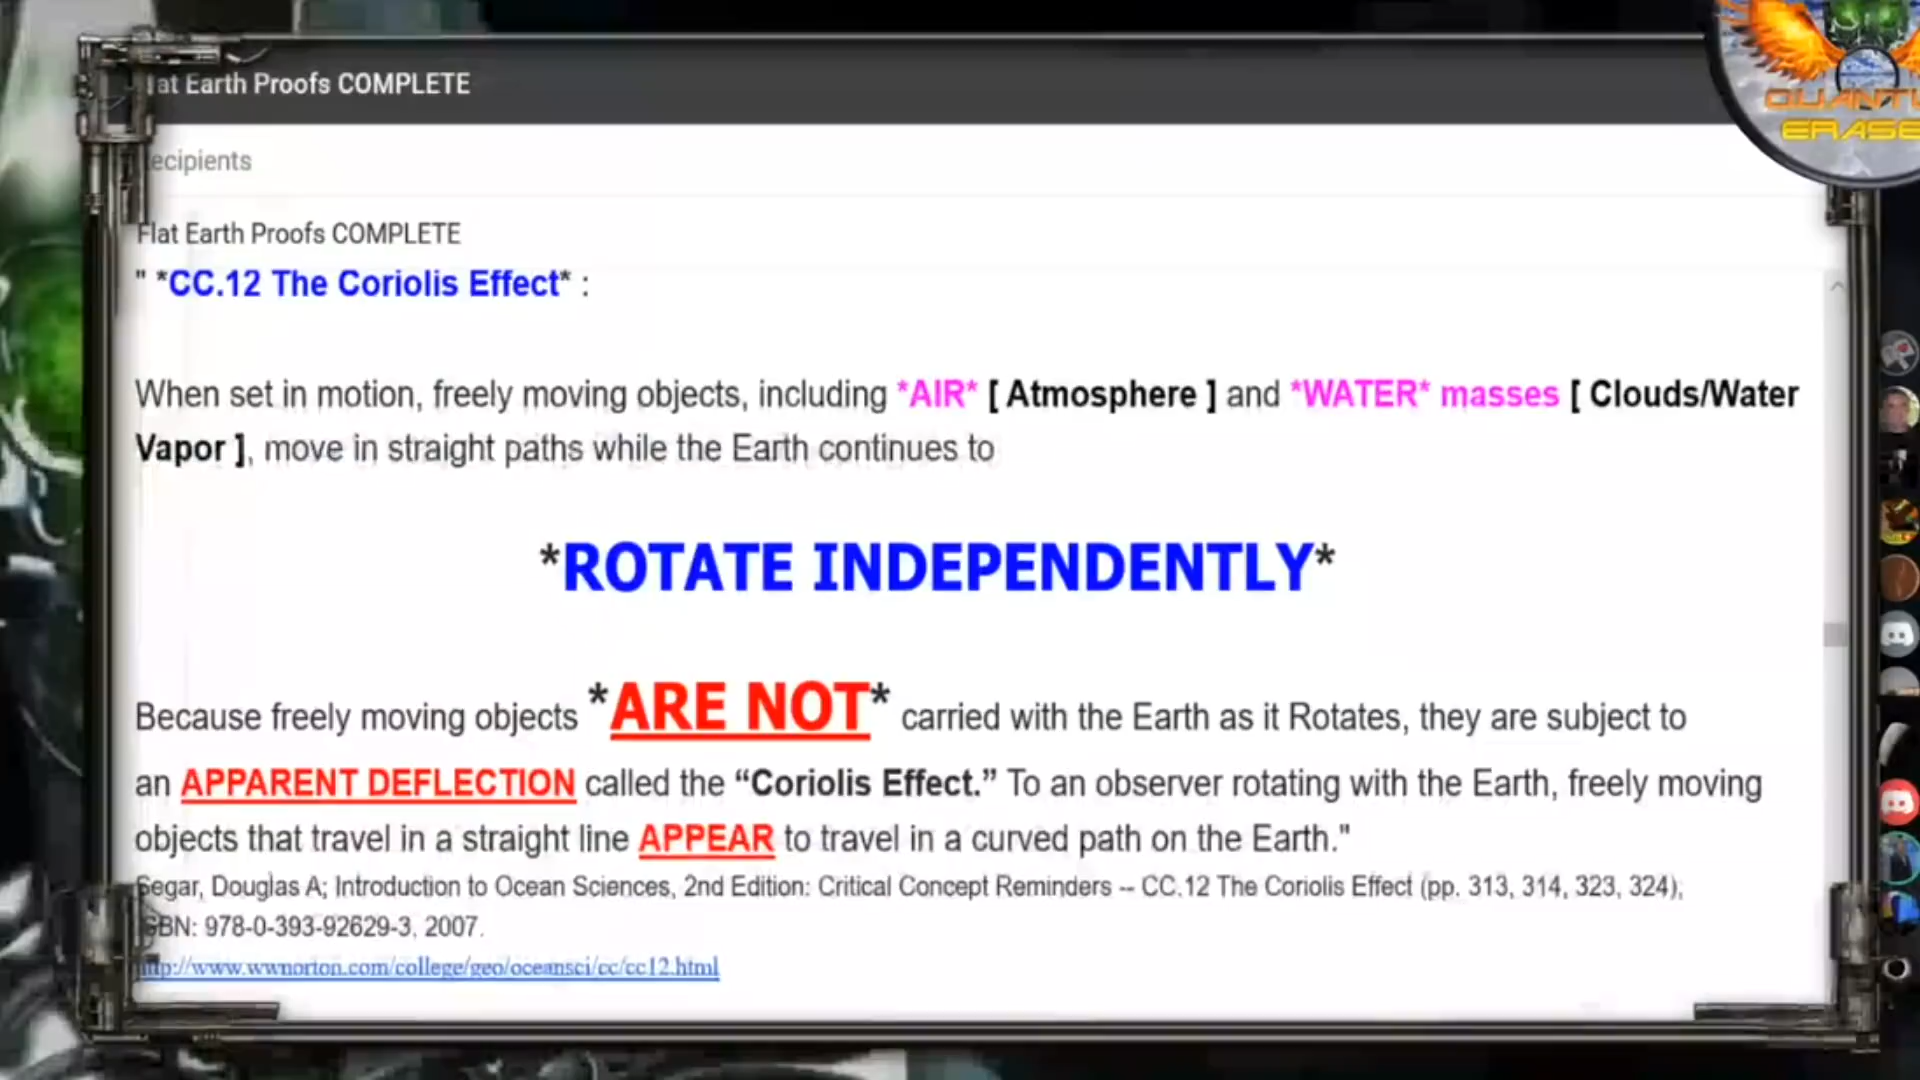 lat Earth Proofs COMPLETE
ecipients
Flat Earth Proofs COMPLETE
" *CC.12 The Coriolis Effect* :
When set in motion, freely moving objects, including *AIR* [ Atmosphere ] and *WATER* masses [ Clouds/Water
Vapor ], move in straight paths while the Earth continues to
*ROTATE INDEPENDENTLY*
Because freely moving objects *ARE NOT* carried with the Earth as it Rotates, they are subject to
an APPARENT DEFLECTION called the “Coriolis Effect.” To an observer rotating with the Earth, freely moving
objects that travel in a straight line APPEAR to travel in a curved path on the Earth."
Segar, Douglas A; Introduction to Ocean Sciences, 2nd Edition: Critical Concept Reminders -- CC.12 The Coriolis Effect (pp. 313, 314, 323, 324),
SBN: 978-0-393-92629-3, 2007.
http://www.wwnorton.com/college/geo/oceansci/cc/cc12.html
QUANTU
ERASE